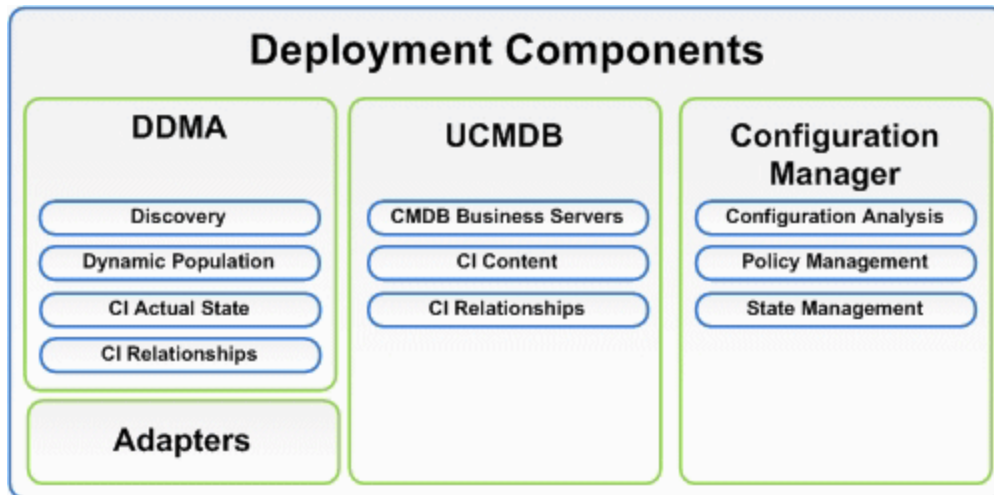 Deployment Components
DDMA
Discovery
Dynamic Population
CI Actual State
CI Relationships
Adapters
UCMDB
CMDB Business Servers
CI Content
CI Relationships
Configuration
Manager
Configuration Analysis
Policy Management
State Management